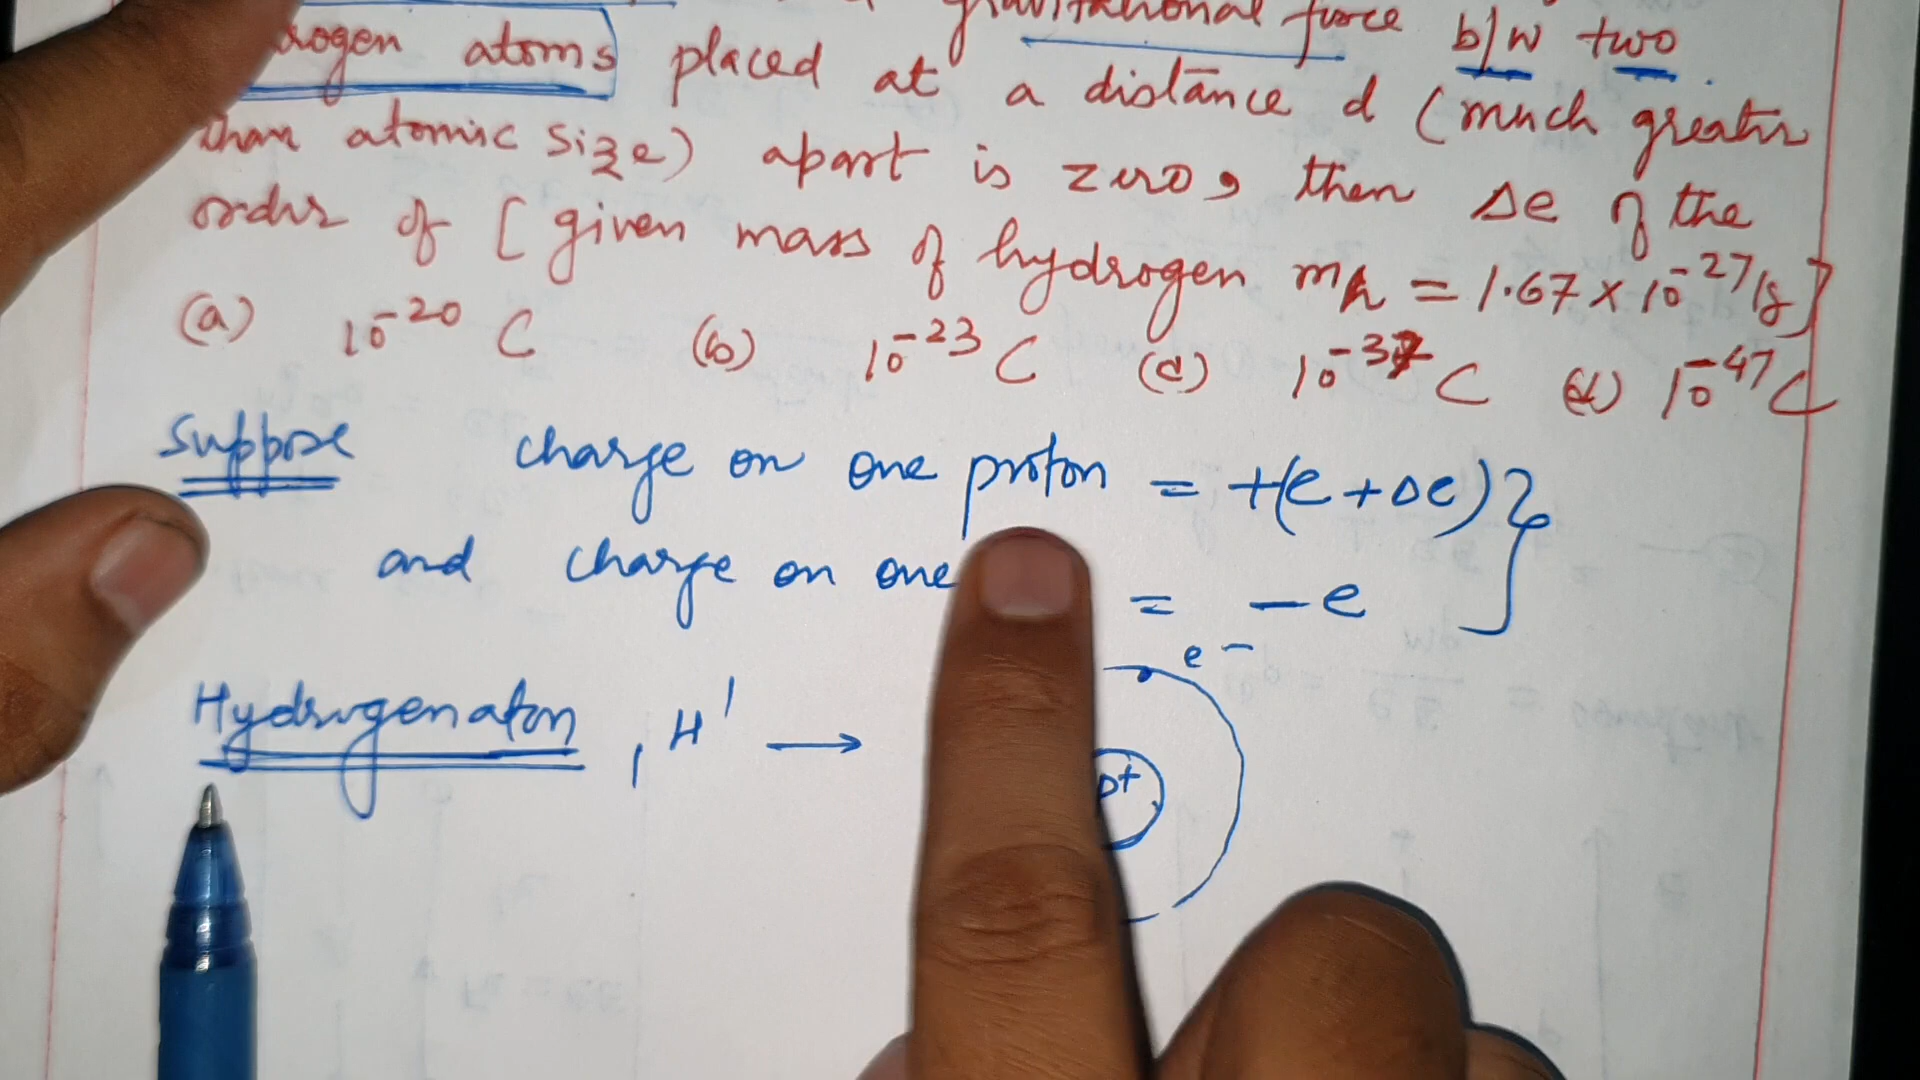 gravitational force b/w two
rogen atoms placed at a distance d (much greater
than atomic size) apart is zero, then Δe of the
order of [given mass of hydrogen mh = 1.67 × 10^-27 kg]
(a) 10^-20 C (b) 10^-23 C (c) 10^-37 C (d) 10^-47 C
Suppose charge on one proton = +(e+Δe)
and charge on one = -e
e-
Hydrogen atom, 1H1 →
p+